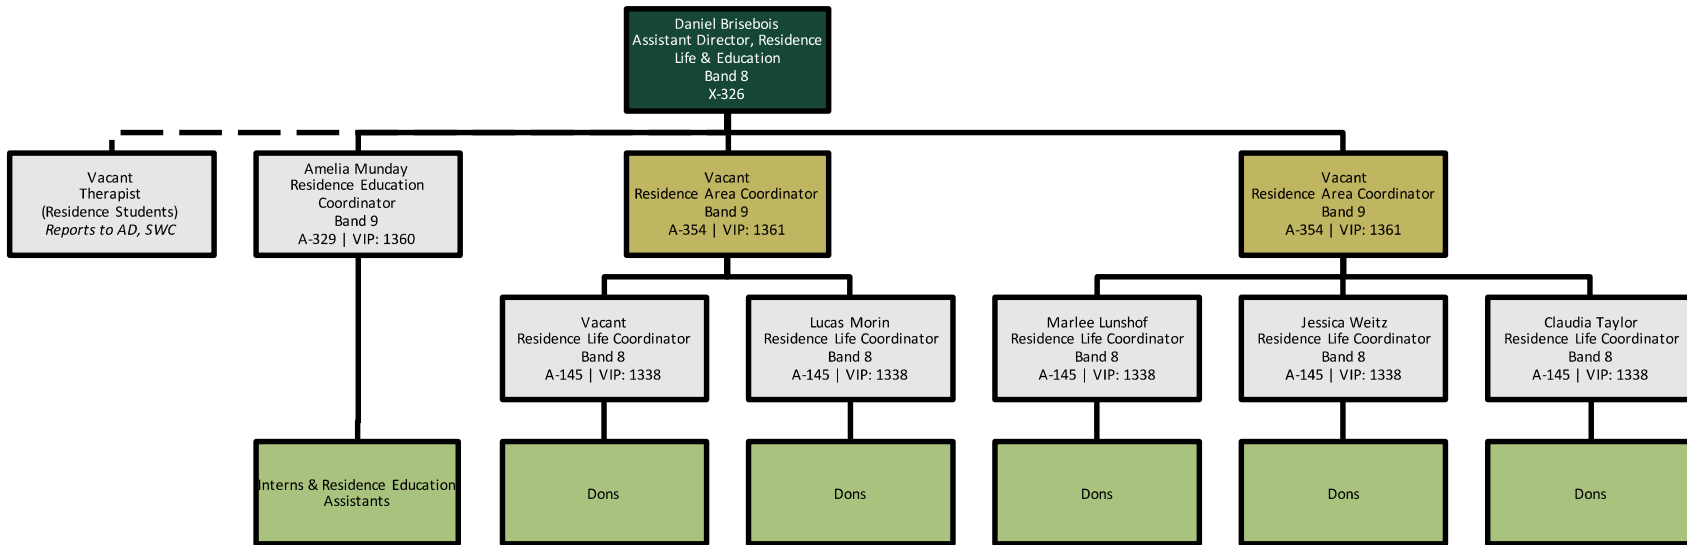 Daniel Brisebois
Assistant Director, Residence
Life & Education
Band 8
X-326
Vacant
Therapist
(Residence Students)
Reports to AD, SWC
Amelia Munday
Residence Education
Coordinator
Band 9
A-329 | VIP: 1360
Vacant
Residence Area Coordinator
Band 9
A-354 | VIP: 1361
Vacant
Residence Area Coordinator
Band 9
A-354 | VIP: 1361
Vacant
Residence Life Coordinator
Band 8
A-145 | VIP: 1338
Lucas Morin
Residence Life Coordinator
Band 8
A-145 | VIP: 1338
Marlee Lunshof
Residence Life Coordinator
Band 8
A-145 | VIP: 1338
Jessica Weitz
Residence Life Coordinator
Band 8
A-145 | VIP: 1338
Claudia Taylor
Residence Life Coordinator
Band 8
A-145 | VIP: 1338
Interns & Residence Education
Assistants
Dons
Dons
Dons
Dons
Dons